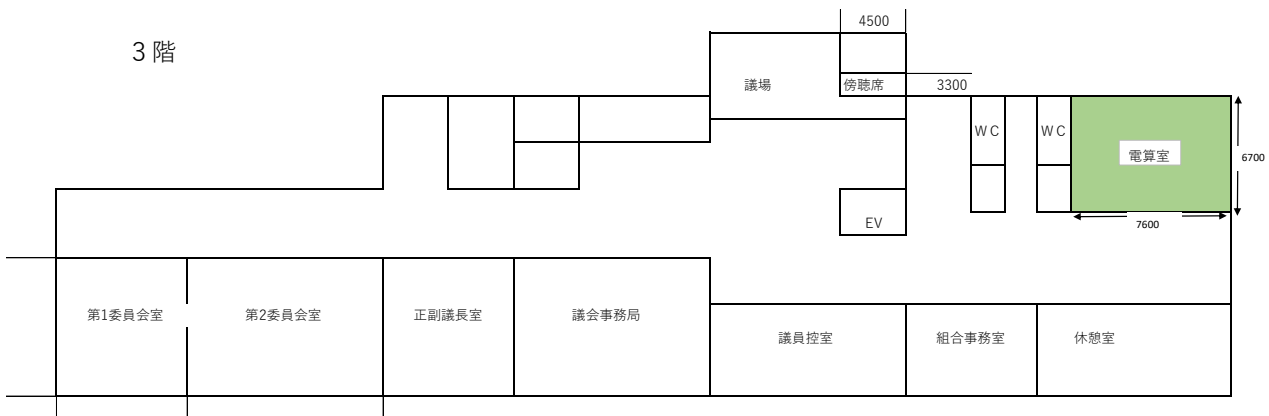 4500
3階
議場
傍聴席
3300
WC
WC
電算室
6700
EV
7600
第1委員会室
第2委員会室
正副議長室
議会事務局
議員控室
組合事務室
休憩室